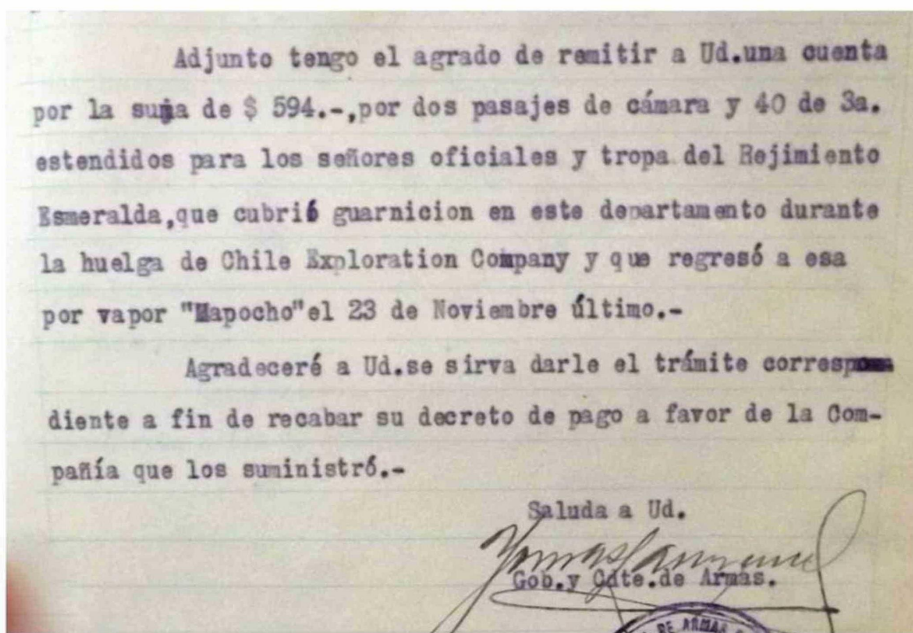 Adjunto tengo el agrado de remitir a Ud.una cuenta
por la suma de $ 594.-,por dos pasajes de cámara y 40 de 3a.
estendidos para los señores oficiales y tropa del Rejimiento
Esmeralda,que cubrió guarnicion en este departamento durante
la huelga de Chile Exploration Company y que regresó a esa
por vapor "Mapocho"el 23 de Noviembre último.-
Agradeceré a Ud.se sirva darle el trámite correspon
diente a fin de recabar su decreto de pago a favor de la Com-
pañía que los suministró.-
Saluda a Ud.
Gob.y Cdte.de Armas.
DE ARMAS